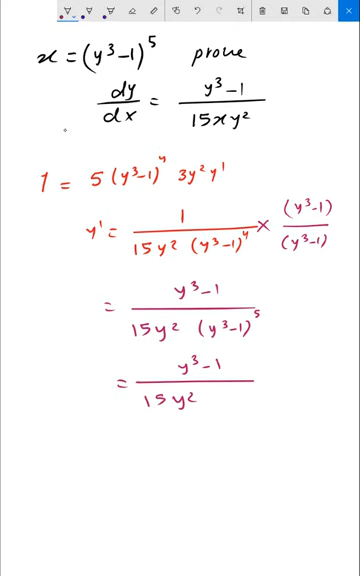 x = (y³-1)⁵ prove
dy/dx = (y³-1)/(15xy²)
1 = 5 (y³-1)⁴ 3y² y'
y' = 1/(15y² (y³-1)⁴) × (y³-1)/(y³-1)
= (y³-1)/(15y² (y³-1)⁵)
= (y³-1)/(15y²)